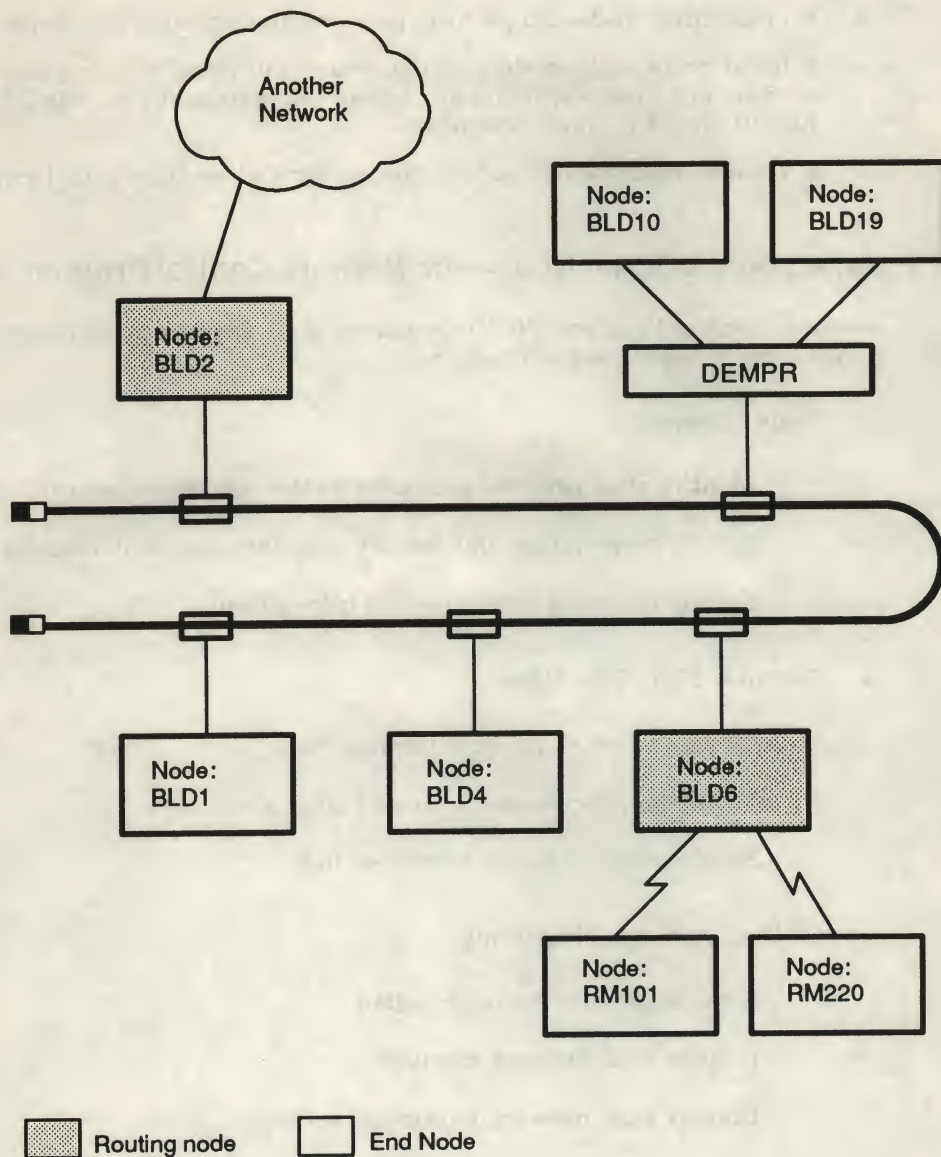 Another
Network
Node:
BLD10
Node:
BLD19
Node:
BLD2
DEMPR
Node:
BLD1
Node:
BLD4
Node:
BLD6
Node:
RM101
Node:
RM220
Routing node
End Node